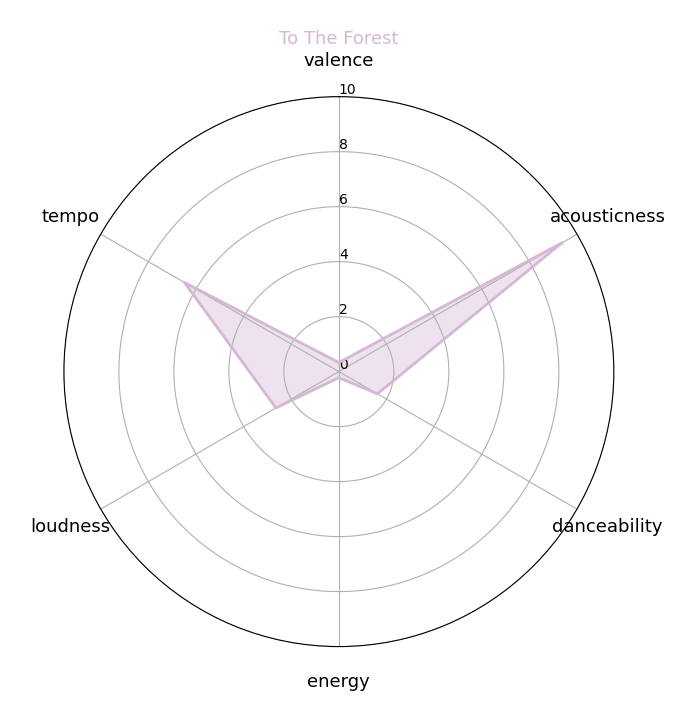 To The Forest
valence
10
8
6
4
2
0
tempo
acousticness
loudness
danceability
energy